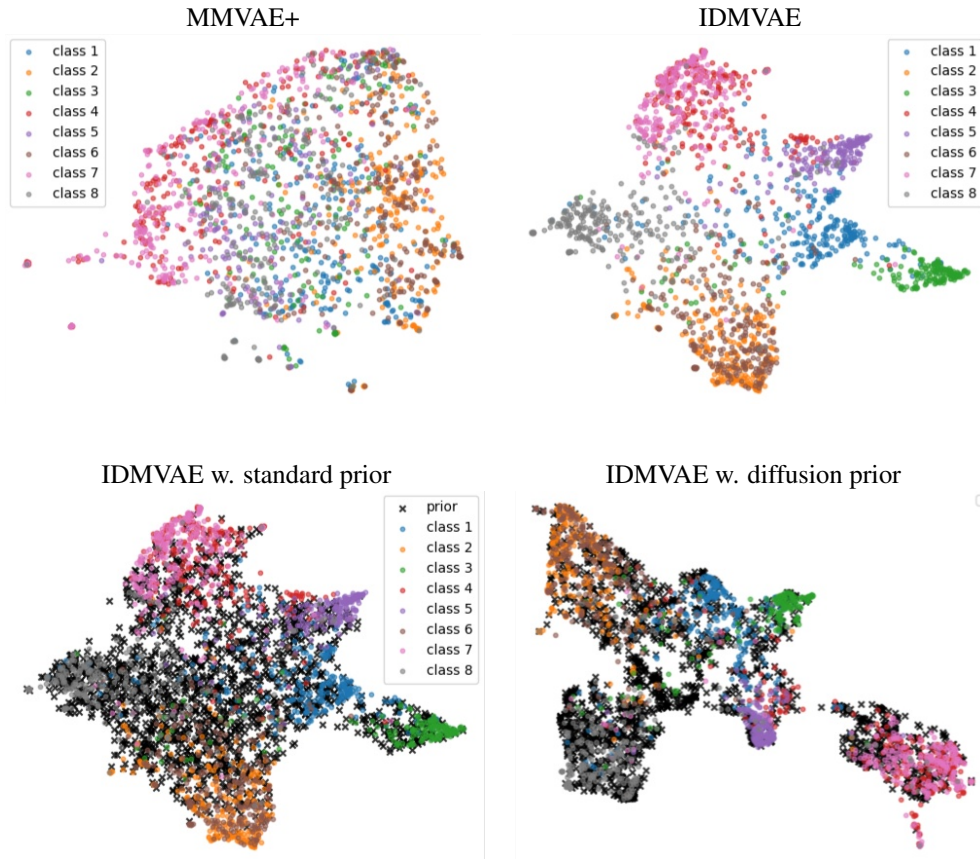 MMVAE+
class 1
class 2
class 3
class 4
class 5
class 6
class 7
class 8
IDMVAE
class 1
class 2
class 3
class 4
class 5
class 6
class 7
class 8
IDMVAE w. standard prior
prior
class 1
class 2
class 3
class 4
class 5
class 6
class 7
class 8
IDMVAE w. diffusion prior